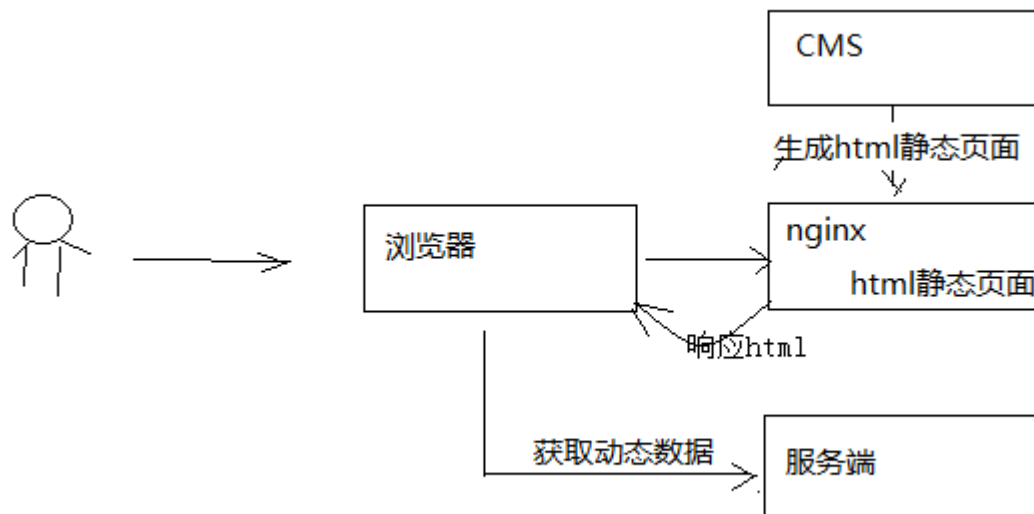 CMS
生成html静态页面
浏览器
nginx
html静态页面
响应html
获取动态数据
服务端